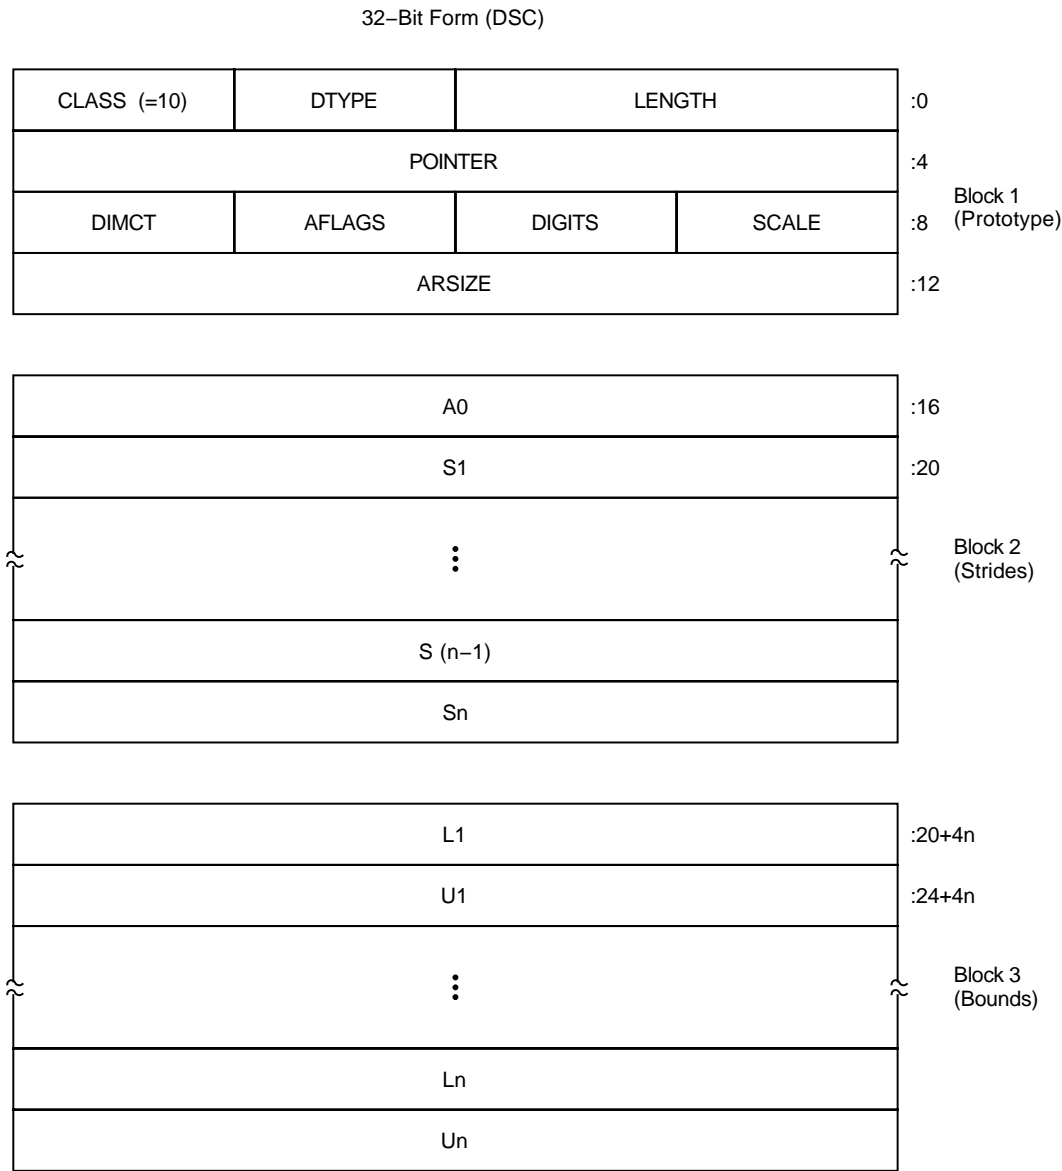 32−Bit Form (DSC)
CLASS (=10) DTYPE LENGTH :0
POINTER :4
Block 1
(Prototype)
DIMCT AFLAGS DIGITS SCALE :8
ARSIZE :12
A0 :16
S1 :20
Block 2
(Strides)
S (n−1)
Sn
L1 :20+4n
U1 :24+4n
Block 3
(Bounds)
Ln
Un